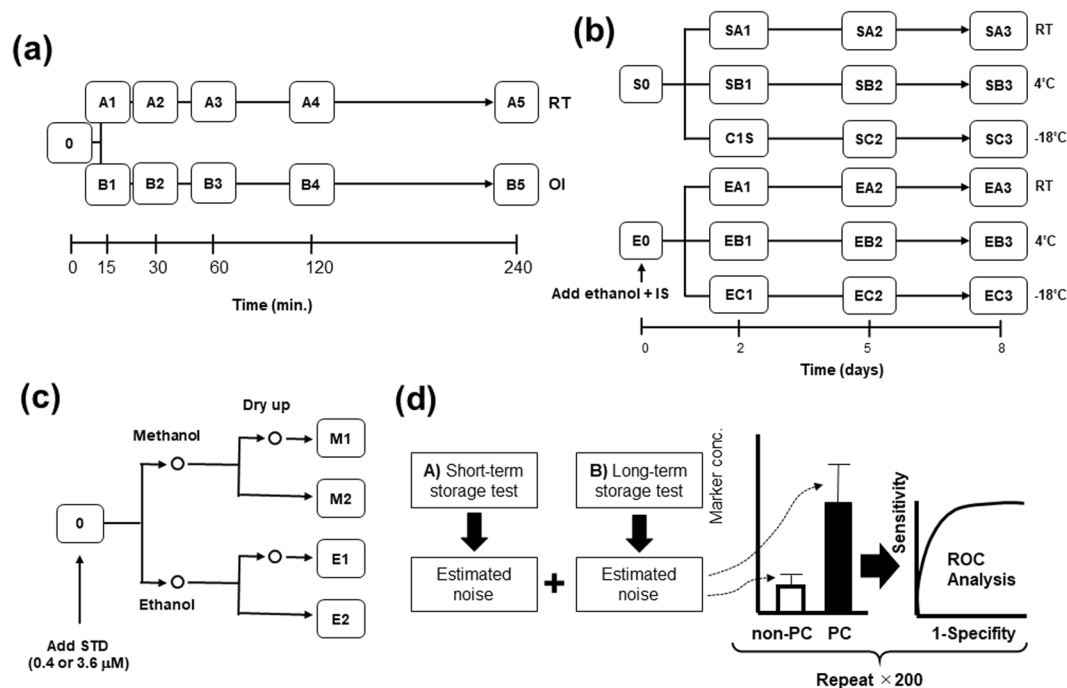 (a)
A1 A2 A3 A4 A5 RT
0
B1 B2 B3 B4 B5 OI
0 15 30 60 120 240
Time (min.)
(b)
SA1 SA2 SA3 RT
S0 SB1 SB2 SB3 4°C
C1S SC2 SC3 -18°C
EA1 EA2 EA3 RT
E0 EB1 EB2 EB3 4°C
Add ethanol + IS
EC1 EC2 EC3 -18°C
0 2 5 8
Time (days)
(c)
Dry up
Methanol
M1
M2
0
E1
Ethanol
E2
Add STD
(0.4 or 3.6 µM)
(d)
A) Short-term
storage test
B) Long-term
storage test
Estimated
noise
+
Estimated
noise
Marker conc.
non-PC PC
Sensitivity
ROC
Analysis
1-Specifity
Repeat ×200